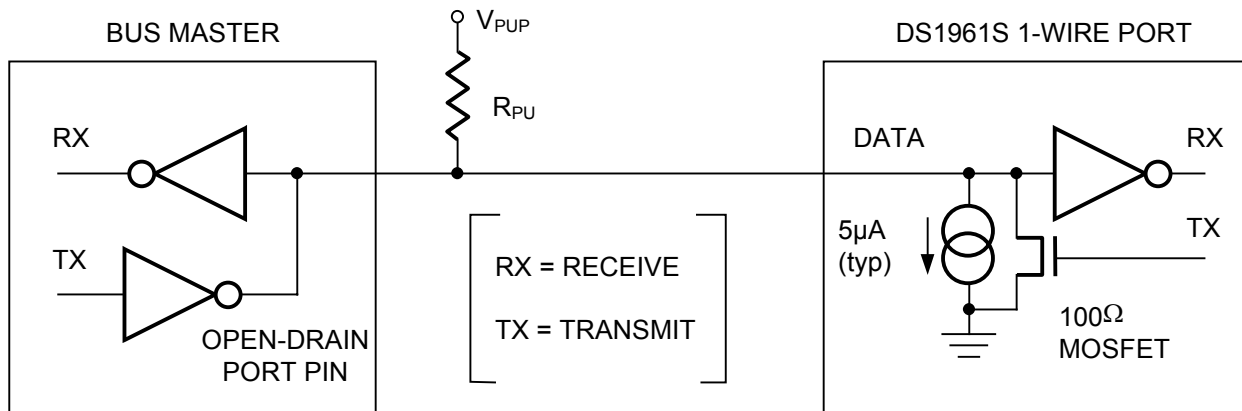 BUS MASTER
RX
TX
OPEN-DRAIN
PORT PIN
VPUP
RPU
RX = RECEIVE
TX = TRANSMIT
DS1961S 1-WIRE PORT
DATA
RX
TX
5µA
(typ)
100Ω
MOSFET